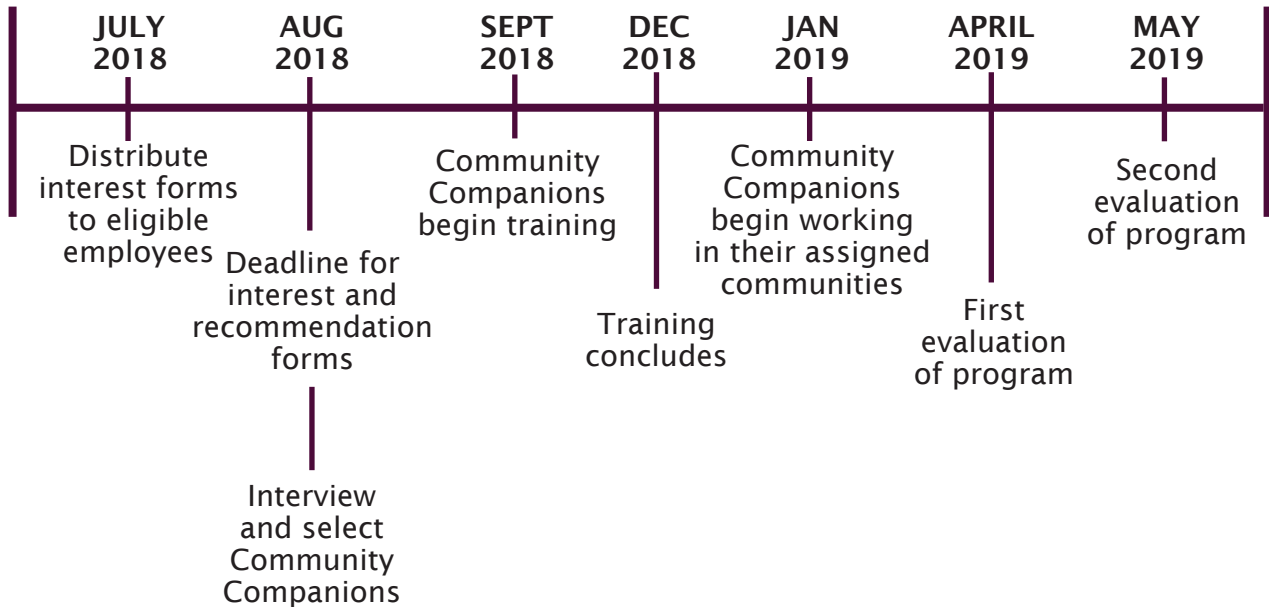 JULY
2018
AUG
2018
SEPT
2018
DEC
2018
JAN
2019
APRIL
2019
MAY
2019
Distribute
interest forms
to eligible
employees
Deadline for
interest and
recommendation
forms
Interview
and select
Community
Companions
Community
Companions
begin training
Training
concludes
Community
Companions
begin working
in their assigned
communities
First
evaluation
of program
Second
evaluation
of program